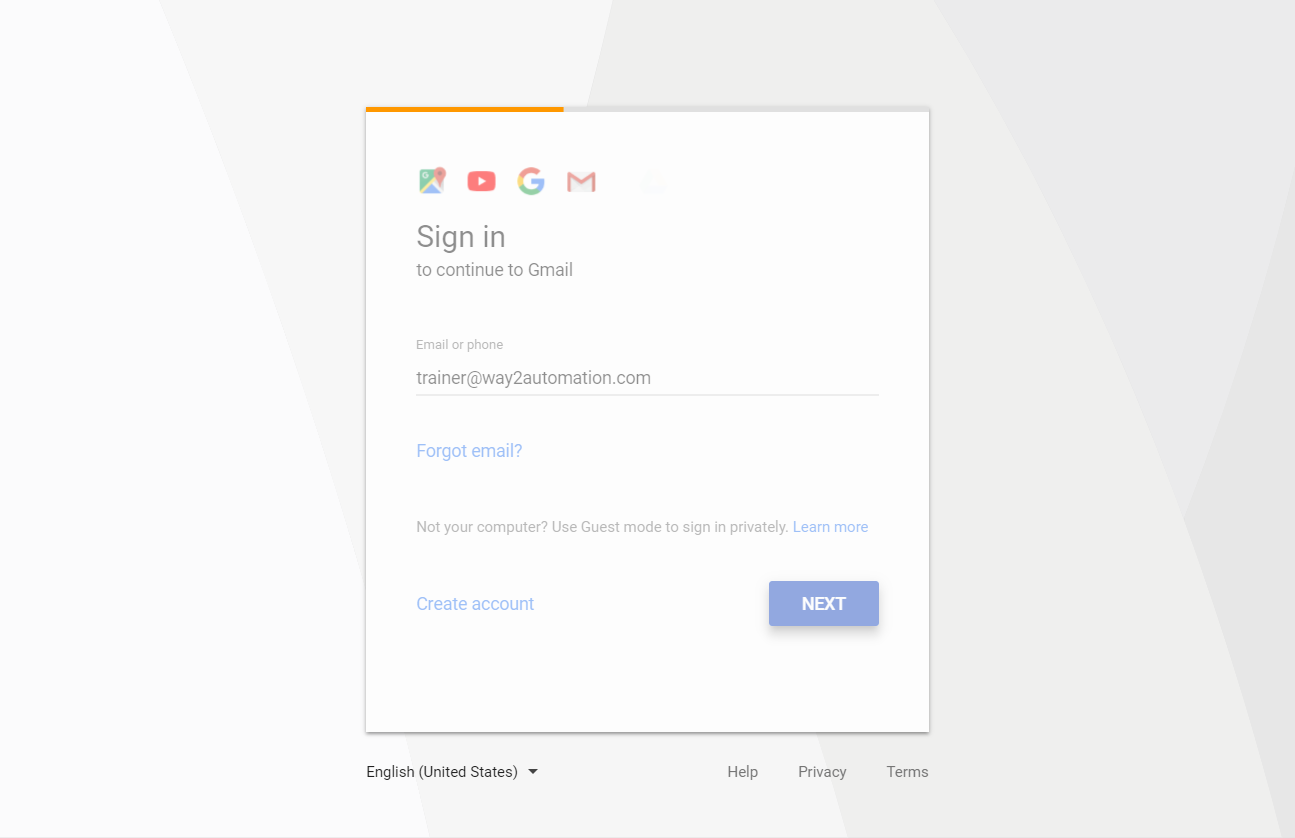 Sign in
to continue to Gmail
Email or phone
trainer@way2automation.com
Forgot email?
Not your computer? Use Guest mode to sign in privately. Learn more
Create account
NEXT
English (United States)
Help
Privacy
Terms